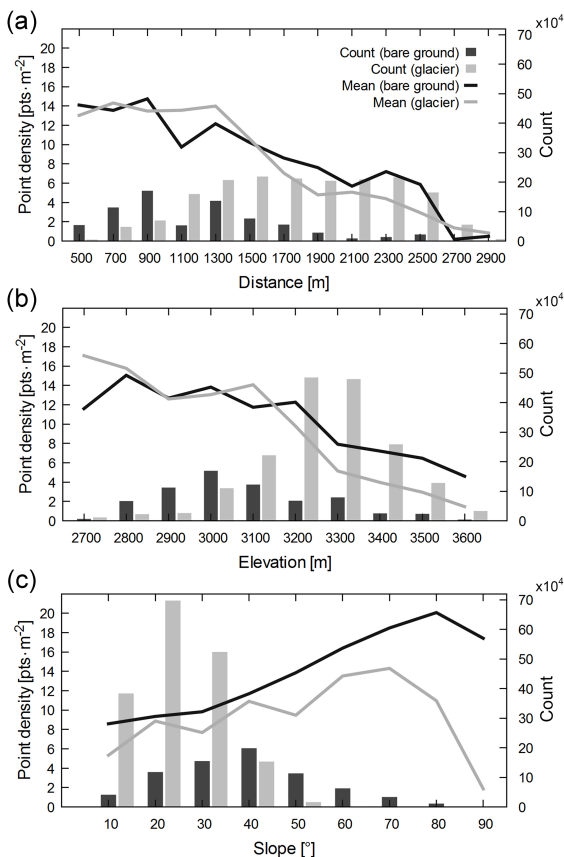 (a)
x10⁴
Point density [pts·m⁻²]
20
18
16
14
12
10
8
6
4
2
0
70
60
50
40
30
20
10
0
Count
Count (bare ground)
Count (glacier)
Mean (bare ground)
Mean (glacier)
500 700 900 1100 1300 1500 1700 1900 2100 2300 2500 2700 2900
Distance [m]
(b)
x10⁴
Point density [pts·m⁻²]
20
18
16
14
12
10
8
6
4
2
0
70
60
50
40
30
20
10
0
Count
2700 2800 2900 3000 3100 3200 3300 3400 3500 3600
Elevation [m]
(c)
x10⁴
Point density [pts·m⁻²]
20
18
16
14
12
10
8
6
4
2
0
70
60
50
40
30
20
10
0
Count
10 20 30 40 50 60 70 80 90
Slope [°]